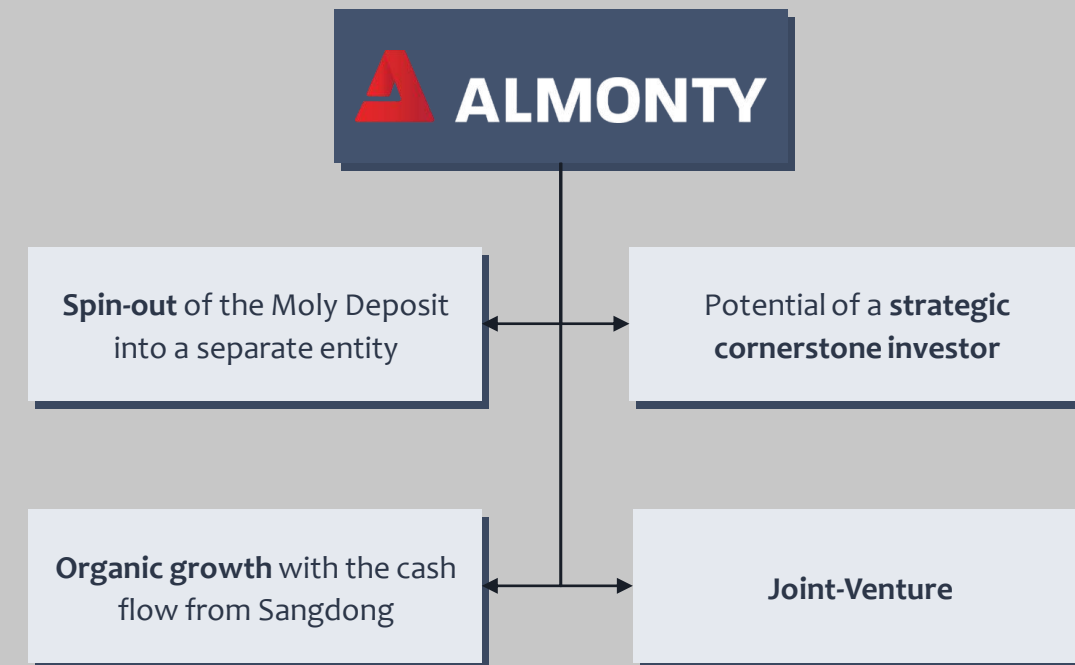 ALMONTY
Spin-out of the Moly Deposit
into a separate entity
Potential of a strategic
cornerstone investor
Organic growth with the cash
flow from Sangdong
Joint-Venture